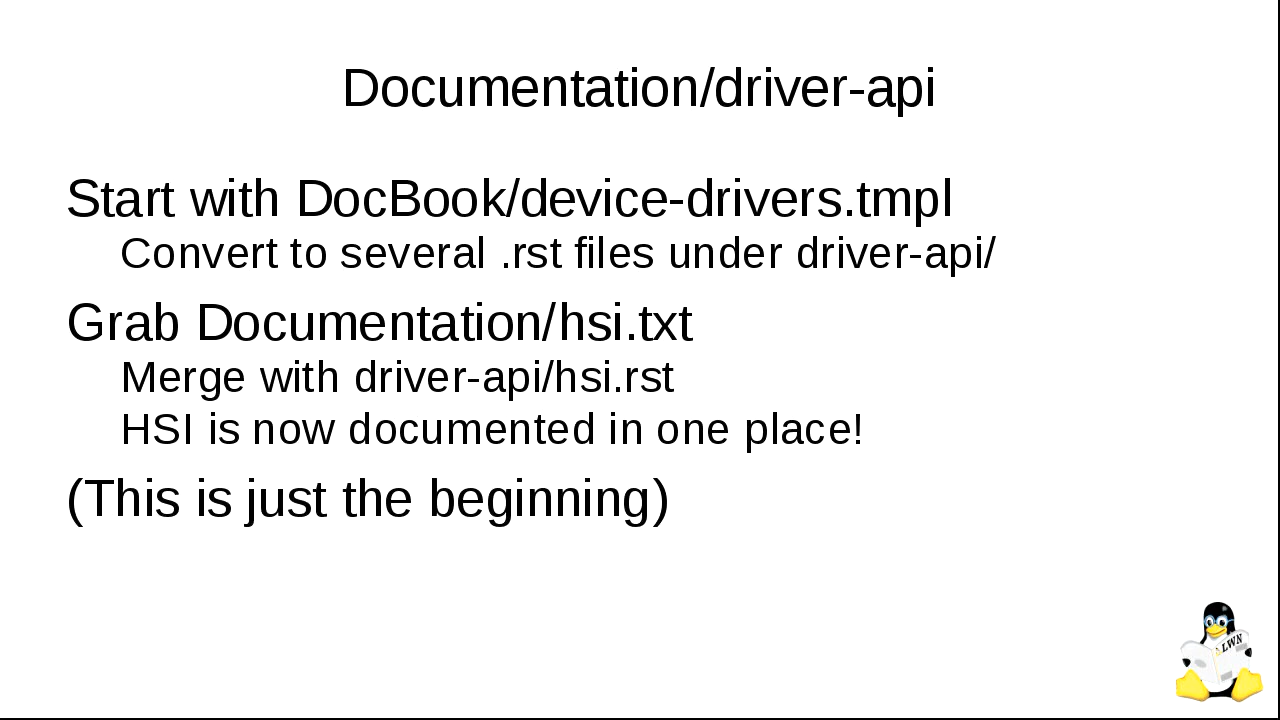 Documentation/driver-api
Start with DocBook/device-drivers.tmpl
Convert to several .rst files under driver-api/
Grab Documentation/hsi.txt
Merge with driver-api/hsi.rst
HSI is now documented in one place!
(This is just the beginning)
LWN